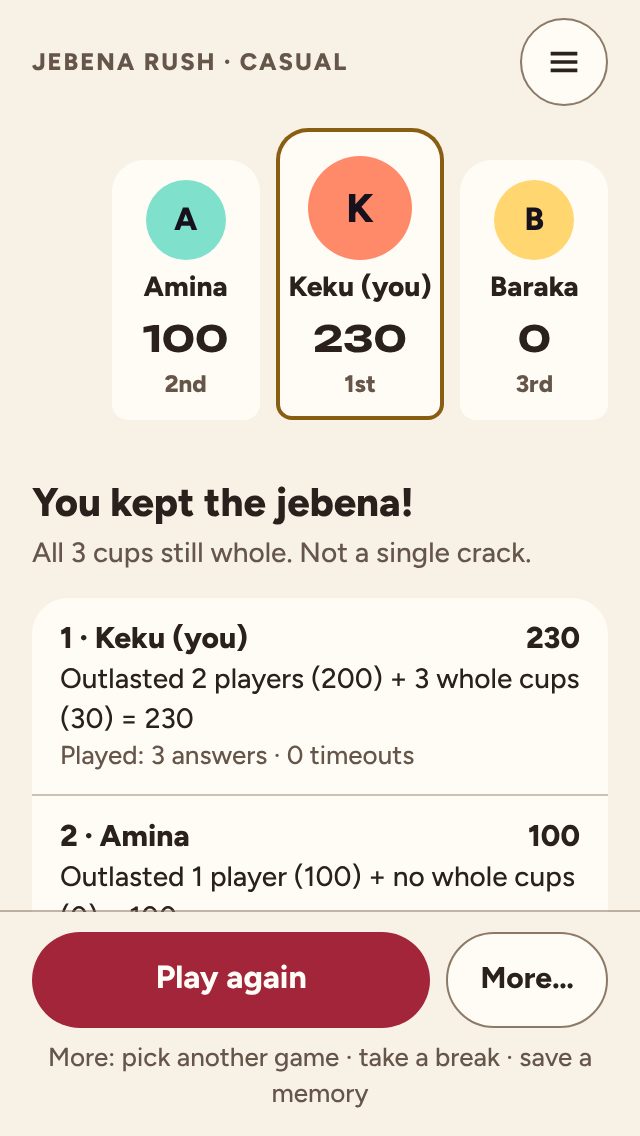 JEBENA RUSH · CASUAL
A
Amina
100
2nd
K
Keku (you)
230
1st
B
Baraka
0
3rd
You kept the jebena!
All 3 cups still whole. Not a single crack.
1 · Keku (you) 230
Outlasted 2 players (200) + 3 whole cups
(30) = 230
Played: 3 answers · 0 timeouts
2 · Amina 100
Outlasted 1 player (100) + no whole cups
Play again
More...
More: pick another game · take a break · save a
memory